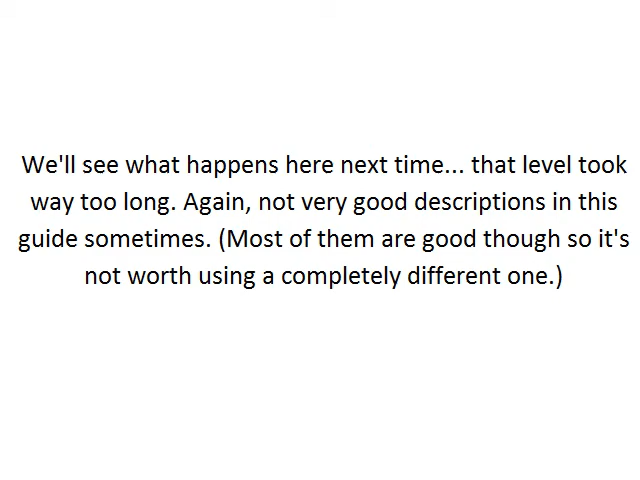 We'll see what happens here next time... that level took
way too long. Again, not very good descriptions in this
guide sometimes. (Most of them are good though so it's
not worth using a completely different one.)